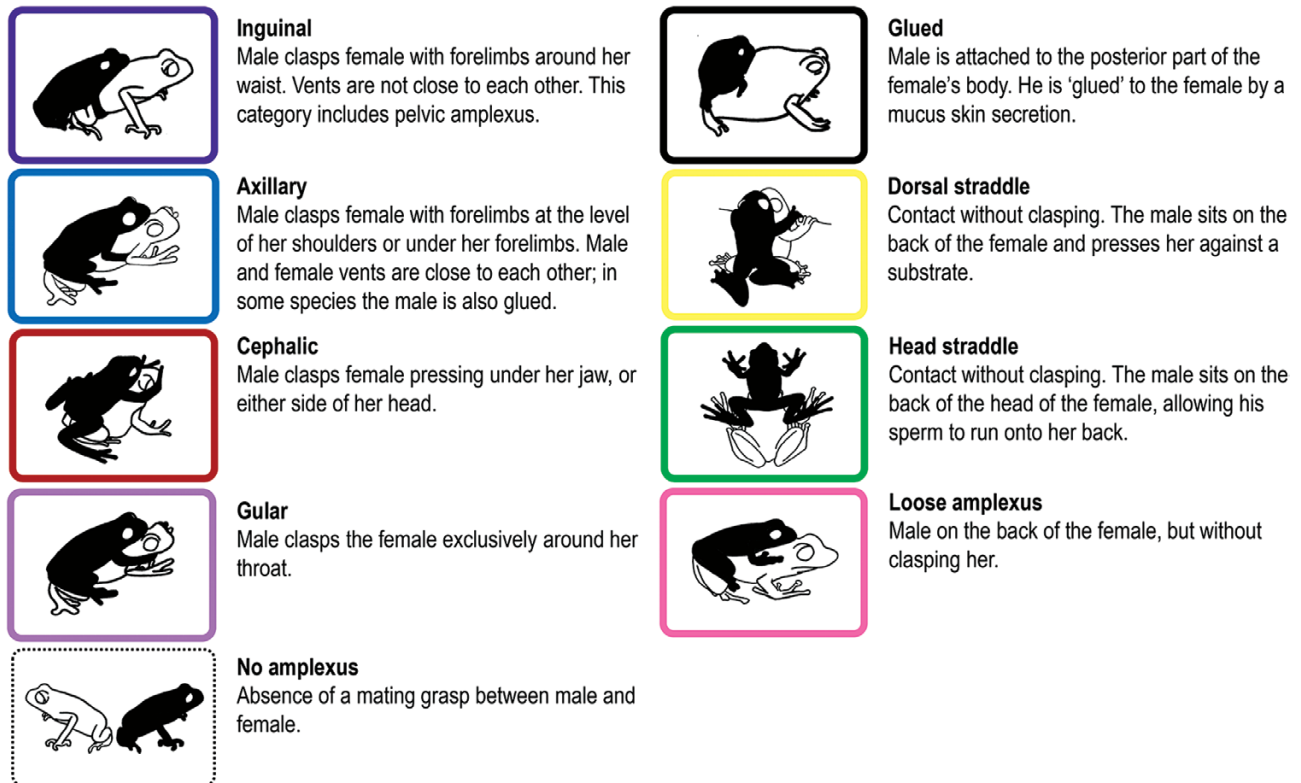 Inguinal
Male clasps female with forelimbs around her
waist. Vents are not close to each other. This
category includes pelvic amplexus.
Axillary
Male clasps female with forelimbs at the level
of her shoulders or under her forelimbs. Male
and female vents are close to each other; in
some species the male is also glued.
Cephalic
Male clasps female pressing under her jaw, or
either side of her head.
Gular
Male clasps the female exclusively around her
throat.
No amplexus
Absence of a mating grasp between male and
female.
Glued
Male is attached to the posterior part of the
female’s body. He is ‘glued’ to the female by a
mucus skin secretion.
Dorsal straddle
Contact without clasping. The male sits on the
back of the female and presses her against a
substrate.
Head straddle
Contact without clasping. The male sits on the
back of the head of the female, allowing his
sperm to run onto her back.
Loose amplexus
Male on the back of the female, but without
clasping her.